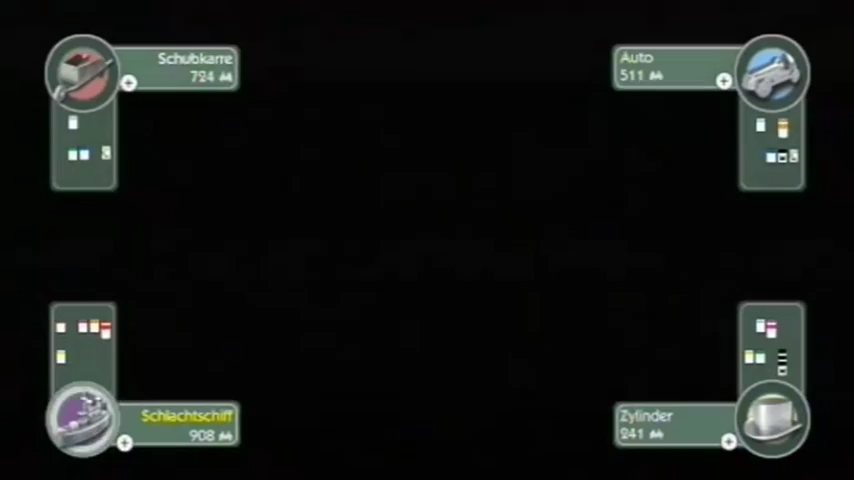 Schubkarre
724
Auto
511
Schlachtschiff
908
Zylinder
241